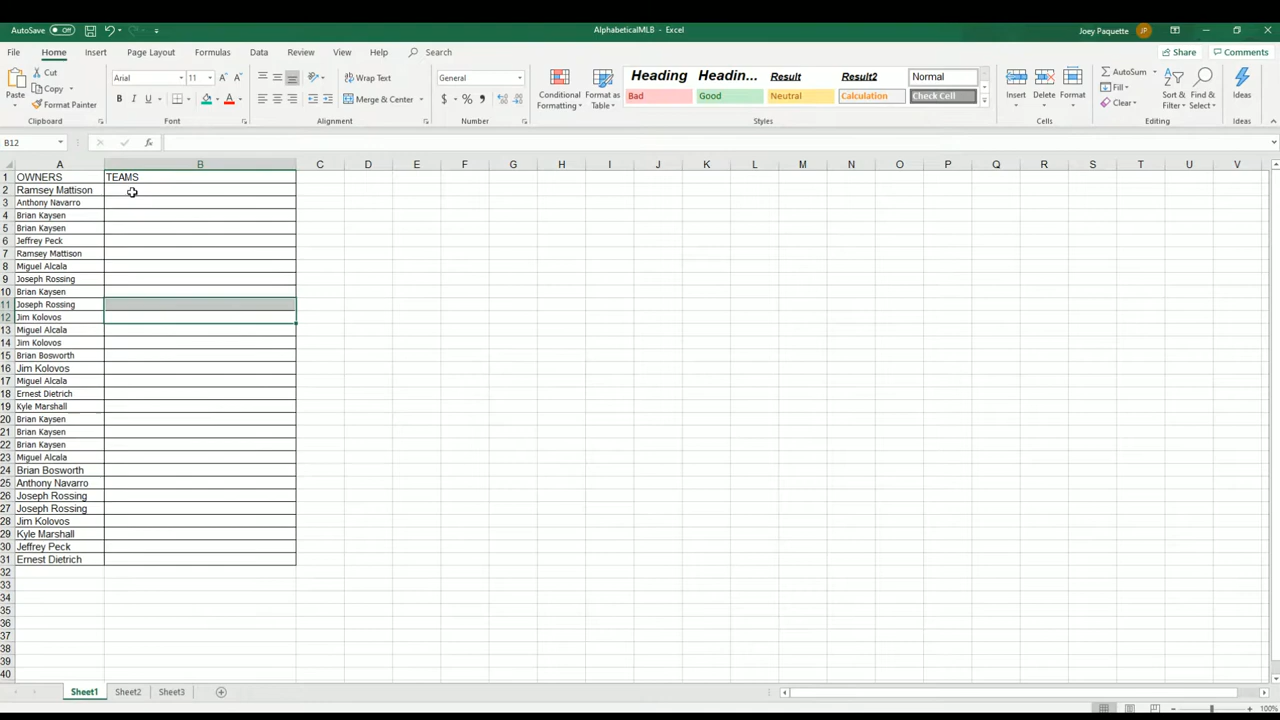 AutoSave Off AlphabeticalMLB - Excel Joey Paquette JP
File Home Insert Page Layout Formulas Data Review View Help Search Share Comments
Paste Cut Copy Format Painter Clipboard
Arial 11 A A B I U A Font
Wrap Text Merge & Center Alignment
General $ % , Number
Conditional Formatting Format as Table
Heading Headin... Result Result2 Normal
Bad Good Neutral Calculation Check Cell
Styles
Insert Delete Format Cells
AutoSum Fill Clear Sort & Filter Find & Select Editing
Ideas Ideas
B12 fx
A B C D E F G H I J K L M N O P Q R S T U V
1 OWNERS TEAMS
2 Ramsey Mattison
3 Anthony Navarro
4 Brian Kaysen
5 Brian Kaysen
6 Jeffrey Peck
7 Ramsey Mattison
8 Miguel Alcala
9 Joseph Rossing
10 Brian Kaysen
11 Joseph Rossing
12 Jim Kolovos
13 Miguel Alcala
14 Jim Kolovos
15 Brian Bosworth
16 Jim Kolovos
17 Miguel Alcala
18 Ernest Dietrich
19 Kyle Marshall
20 Brian Kaysen
21 Brian Kaysen
22 Brian Kaysen
23 Miguel Alcala
24 Brian Bosworth
25 Anthony Navarro
26 Joseph Rossing
27 Joseph Rossing
28 Jim Kolovos
29 Kyle Marshall
30 Jeffrey Peck
31 Ernest Dietrich
32
33
34
35
36
37
38
39
40
Sheet1 Sheet2 Sheet3
100%